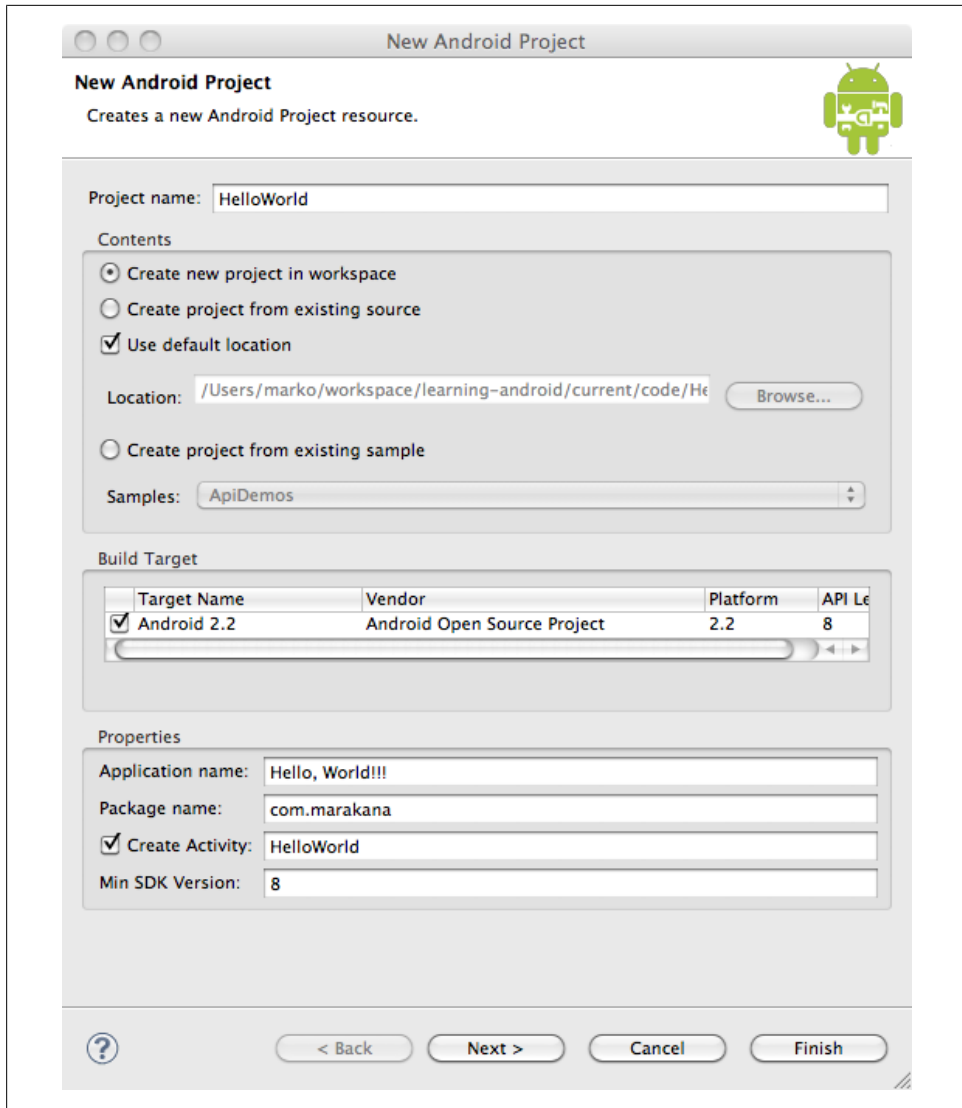 New Android Project
New Android Project
Creates a new Android Project resource.
Project name: HelloWorld
Contents
Create new project in workspace
Create project from existing source
Use default location
Location: /Users/marko/workspace/learning-android/current/code/He Browse...
Create project from existing sample
Samples: ApiDemos
Build Target
Target Name Vendor Platform API Le
Android 2.2 Android Open Source Project 2.2 8
Properties
Application name: Hello, World!!!
Package name: com.marakana
Create Activity: HelloWorld
Min SDK Version: 8
? < Back Next > Cancel Finish